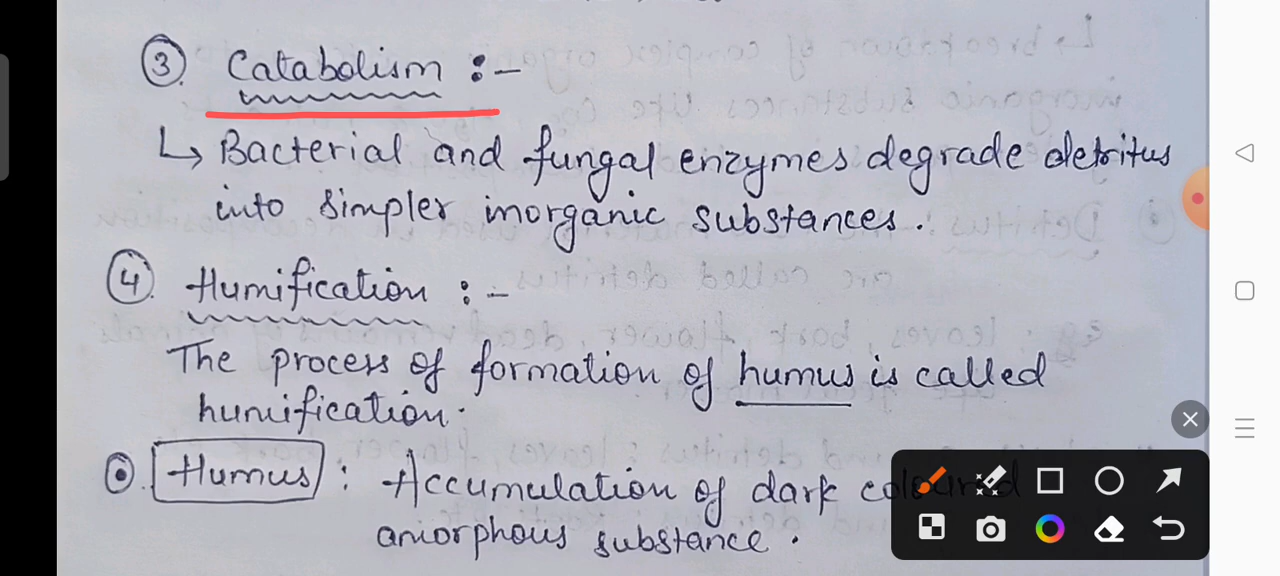 ③ Catabolism :-
↳ Bacterial and fungal enzymes degrade detritus
into simpler inorganic substances.
④ Humification :-
The process of formation of humus is called
humification.
⊙ Humus : Accumulation of dark coloured
amorphous substance.